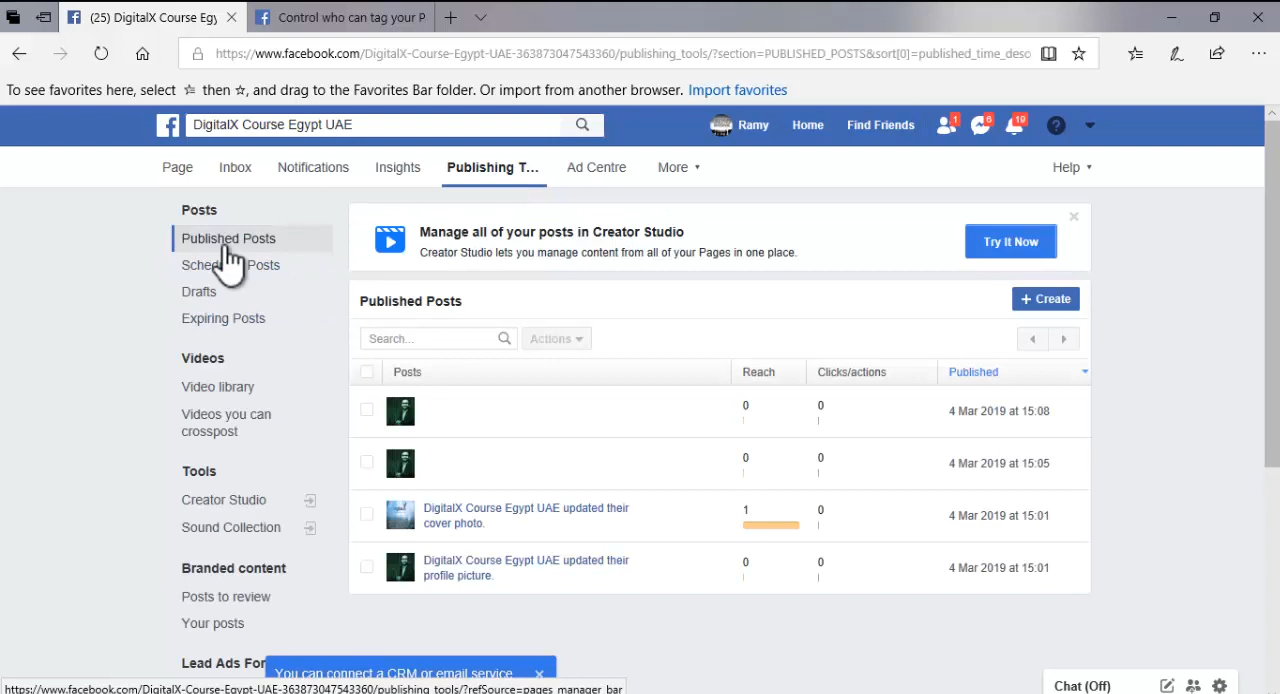 (25) DigitalX Course Egy
Control who can tag your P
https://www.facebook.com/DigitalX-Course-Egypt-UAE-363873047543360/publishing_tools/?section=PUBLISHED_POSTS&sort[0]=published_time_desc
To see favorites here, select ☆ then ☆, and drag to the Favorites Bar folder. Or import from another browser. Import favorites
DigitalX Course Egypt UAE
Ramy Home Find Friends 1 6 19
Page Inbox Notifications Insights Publishing T... Ad Centre More Help
Posts
Published Posts
Scheduled Posts
Drafts
Expiring Posts
Videos
Video library
Videos you can
crosspost
Tools
Creator Studio
Sound Collection
Branded content
Posts to review
Your posts
Lead Ads For
Manage all of your posts in Creator Studio
Creator Studio lets you manage content from all of your Pages in one place.
Try It Now
Published Posts
+ Create
Search...
Actions
Posts Reach Clicks/actions Published
0 0 4 Mar 2019 at 15:08
0 0 4 Mar 2019 at 15:05
DigitalX Course Egypt UAE updated their
cover photo.
1 0 4 Mar 2019 at 15:01
DigitalX Course Egypt UAE updated their
profile picture.
0 0 4 Mar 2019 at 15:01
You can connect a CRM or email service
https://www.facebook.com/DigitalX-Course-Egypt-UAE-363873047543360/publishing_tools/?refSource=pages_manager_bar
Chat (Off)